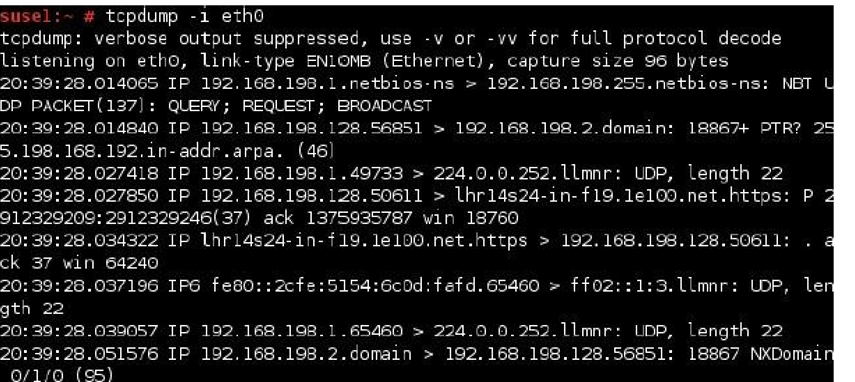 suse1:~ # tcpdump -i eth0
tcpdump: verbose output suppressed, use -v or -vv for full protocol decode
listening on eth0, link-type EN10MB (Ethernet), capture size 96 bytes
20:39:28.014065 IP 192.168.198.1.netbios-ns > 192.168.198.255.netbios-ns: NBT U
DP PACKET(137): QUERY; REQUEST; BROADCAST
20:39:28.014840 IP 192.168.198.128.56851 > 192.168.198.2.domain: 18867+ PTR? 25
5.198.168.192.in-addr.arpa. (46)
20:39:28.027418 IP 192.168.198.1.49733 > 224.0.0.252.llmnr: UDP, length 22
20:39:28.027850 IP 192.168.198.128.50611 > lhr14s24-in-f19.1e100.net.https: P 2
912329209:2912329246(37) ack 1375935787 win 18760
20:39:28.034322 IP lhr14s24-in-f19.1e100.net.https > 192.168.198.128.50611: . a
ck 37 win 64240
20:39:28.037196 IP6 fe80::2cfe:5154:6c0d:fafd.65460 > ff02::1:3.llmnr: UDP, len
gth 22
20:39:28.039057 IP 192.168.198.1.65460 > 224.0.0.252.llmnr: UDP, length 22
20:39:28.051576 IP 192.168.198.2.domain > 192.168.198.128.56851: 18867 NXDomain
0/1/0 (95)